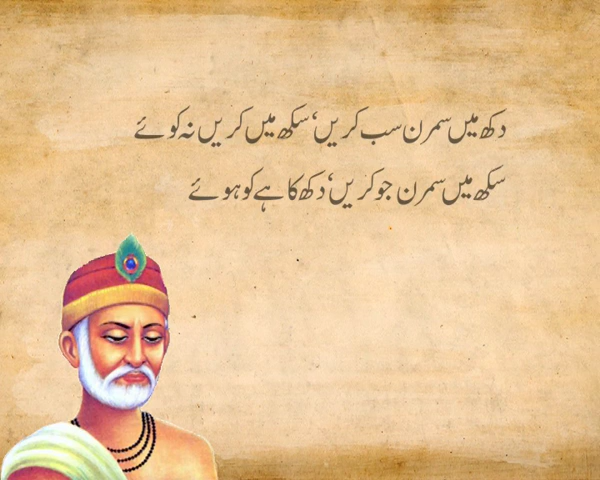 دکھ میں سمرن سب کریں‘ سکھ میں کریں نہ کوئے
سکھ میں سمرن جو کریں‘ دکھ کاہے کو ہوئے